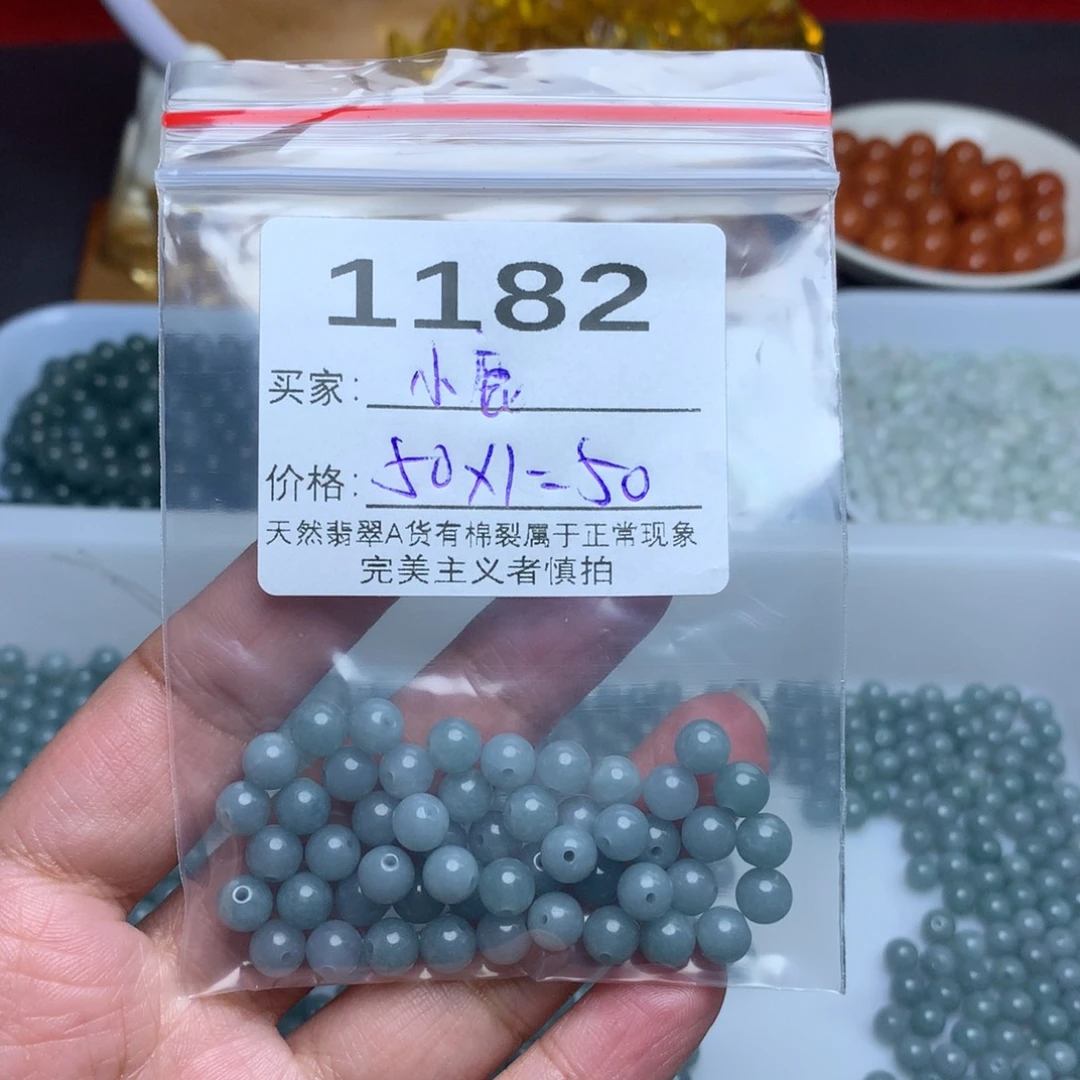 1182
买家: 小辰
价格: 50X1=50
天然翡翠A货有棉裂属于正常现象
完美主义者慎拍